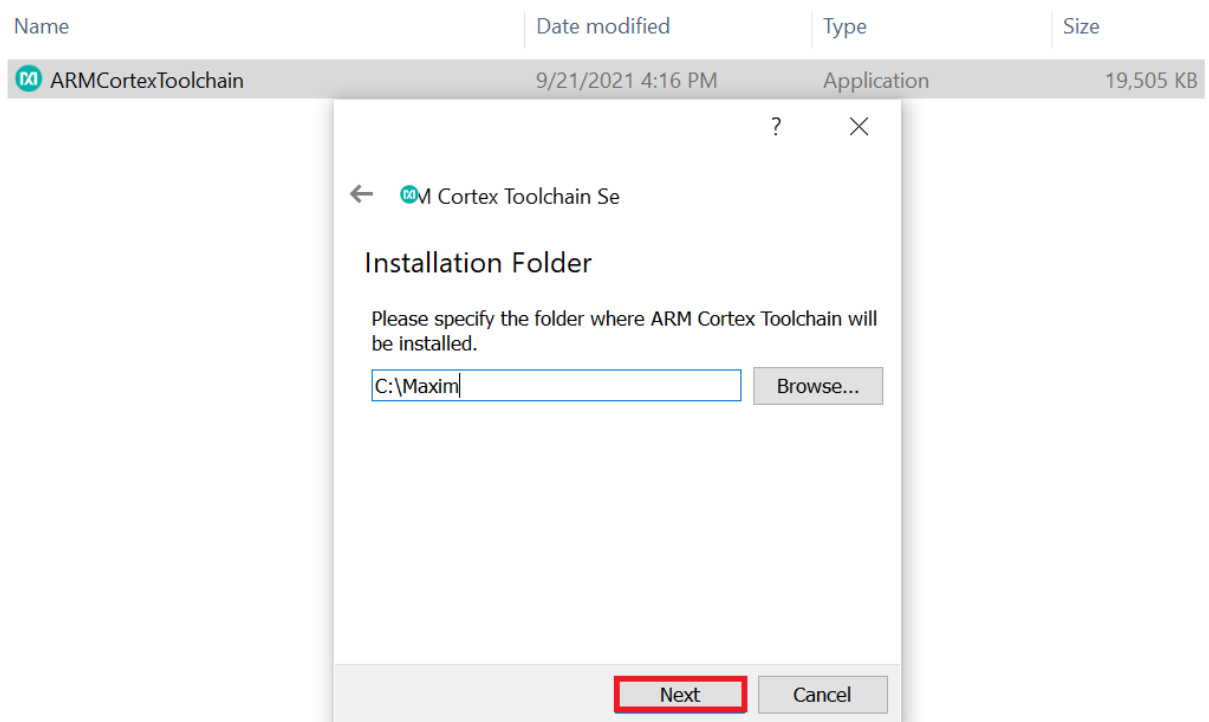 Name Date modified Type Size
ARMCortexToolchain 9/21/2021 4:16 PM Application 19,505 KB
?
M Cortex Toolchain Se
Installation Folder
Please specify the folder where ARM Cortex Toolchain will
be installed.
C:\Maxim Browse...
Next Cancel